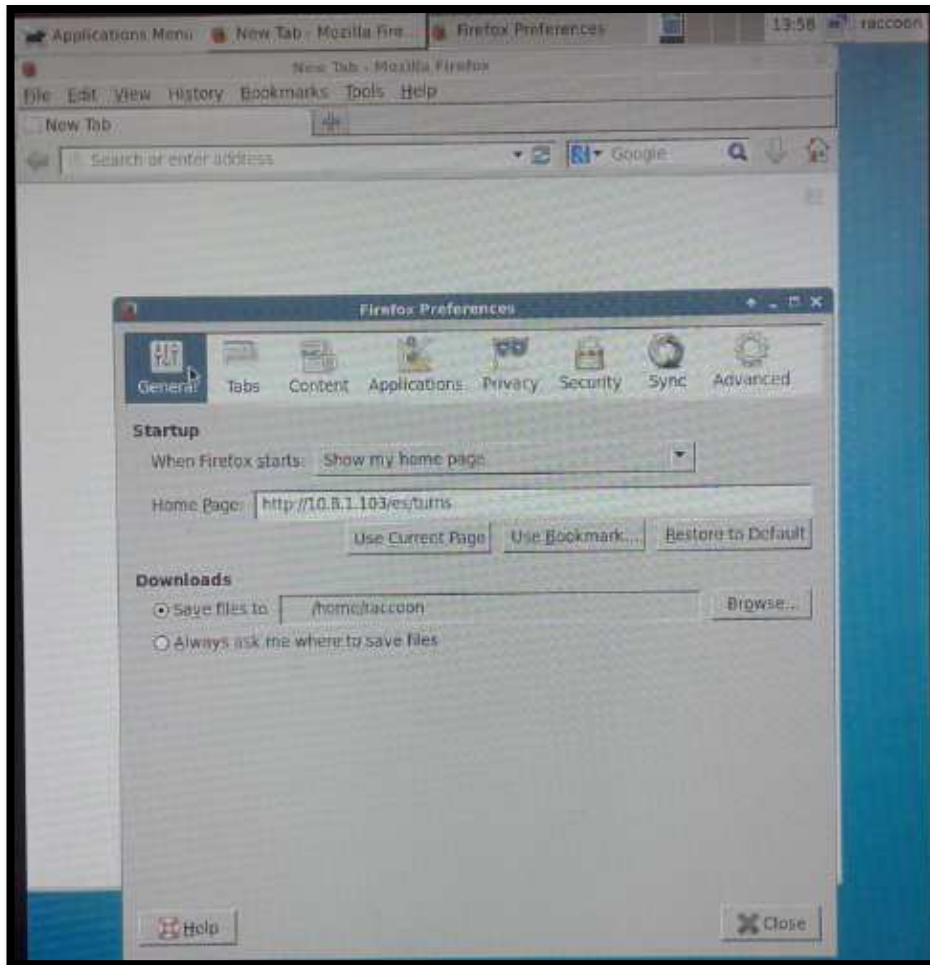 Applications Menu New Tab - Mozilla Fire... Firefox Preferences 13:58 raccoon
New Tab - Mozilla Firefox
File Edit View History Bookmarks Tools Help
New Tab
Search or enter address Google
Firefox Preferences
General Tabs Content Applications Privacy Security Sync Advanced
Startup
When Firefox starts: Show my home page
Home Page: http://10.8.1.103/es/turns
Use Current Page Use Bookmark... Restore to Default
Downloads
Save files to /home/raccoon Browse...
Always ask me where to save files
Help Close